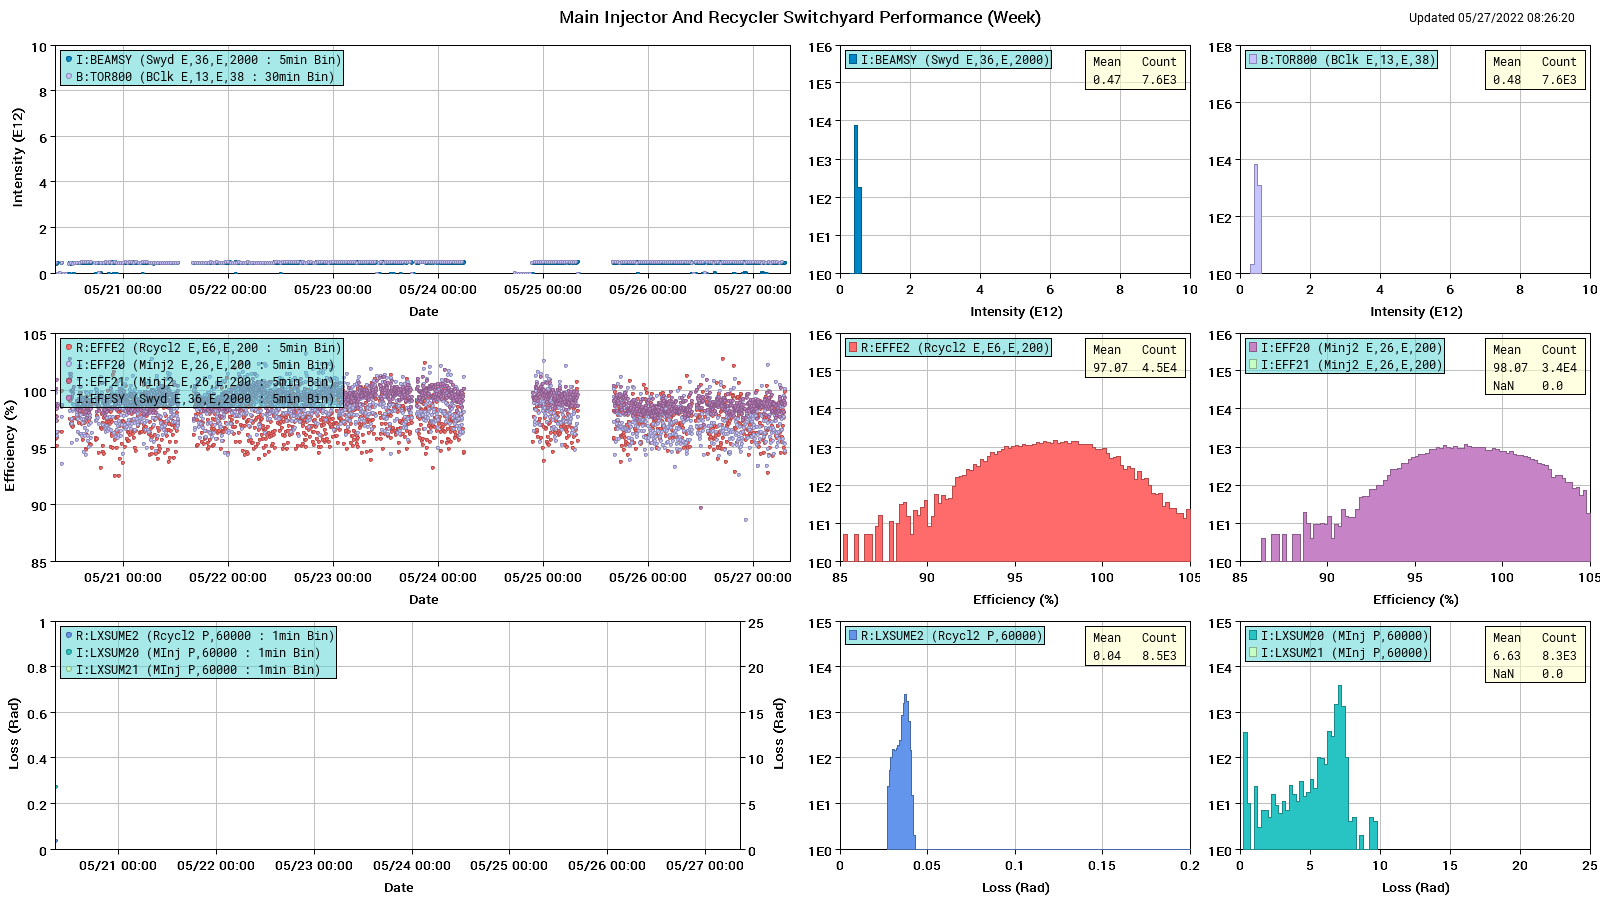 Main Injector And Recycler Switchyard Performance (Week)
Updated 05/27/2022 08:26:20
I:BEAMSY (Swyd E,36,E,2000 : 5min Bin)
B:TOR800 (BClk E,13,E,38 : 30min Bin)
10
8
6
4
2
0
Intensity (E12)
05/21 00:00 05/22 00:00 05/23 00:00 05/24 00:00 05/25 00:00 05/26 00:00 05/27 00:00
Date
I:BEAMSY (Swyd E,36,E,2000)
Mean Count
0.47 7.6E3
1E6
1E5
1E4
1E3
1E2
1E1
1E0
0 2 4 6 8 10
Intensity (E12)
B:TOR800 (BClk E,13,E,38)
Mean Count
0.48 7.6E3
1E8
1E6
1E4
1E2
1E0
0 2 4 6 8 10
Intensity (E12)
R:EFFE2 (Rcycl2 E,E6,E,200 : 5min Bin)
I:EFF20 (Minj2 E,26,E,200 : 5min Bin)
I:EFF21 (Minj2 E,26,E,200 : 5min Bin)
I:EFFSY (Swyd E,36,E,2000 : 5min Bin)
105
100
95
90
85
Efficiency (%)
05/21 00:00 05/22 00:00 05/23 00:00 05/24 00:00 05/25 00:00 05/26 00:00 05/27 00:00
Date
R:EFFE2 (Rcycl2 E,E6,E,200)
Mean Count
97.07 4.5E4
1E6
1E5
1E4
1E3
1E2
1E1
1E0
85 90 95 100 105
Efficiency (%)
I:EFF20 (Minj2 E,26,E,200)
I:EFF21 (Minj2 E,26,E,200)
Mean Count
98.07 3.4E4
NaN 0.0
1E6
1E5
1E4
1E3
1E2
1E1
1E0
85 90 95 100 105
Efficiency (%)
R:LXSUME2 (Rcycl2 P,60000 : 1min Bin)
I:LXSUM20 (MInj P,60000 : 1min Bin)
I:LXSUM21 (MInj P,60000 : 1min Bin)
1
0.8
0.6
0.4
0.2
0
Loss (Rad)
25
20
15
10
5
0
Loss (Rad)
05/21 00:00 05/22 00:00 05/23 00:00 05/24 00:00 05/25 00:00 05/26 00:00 05/27 00:00
Date
R:LXSUME2 (Rcycl2 P,60000)
Mean Count
0.04 8.5E3
1E5
1E4
1E3
1E2
1E1
1E0
0 0.05 0.1 0.15 0.2
Loss (Rad)
I:LXSUM20 (MInj P,60000)
I:LXSUM21 (MInj P,60000)
Mean Count
6.63 8.3E3
NaN 0.0
1E5
1E4
1E3
1E2
1E1
1E0
0 5 10 15 20 25
Loss (Rad)